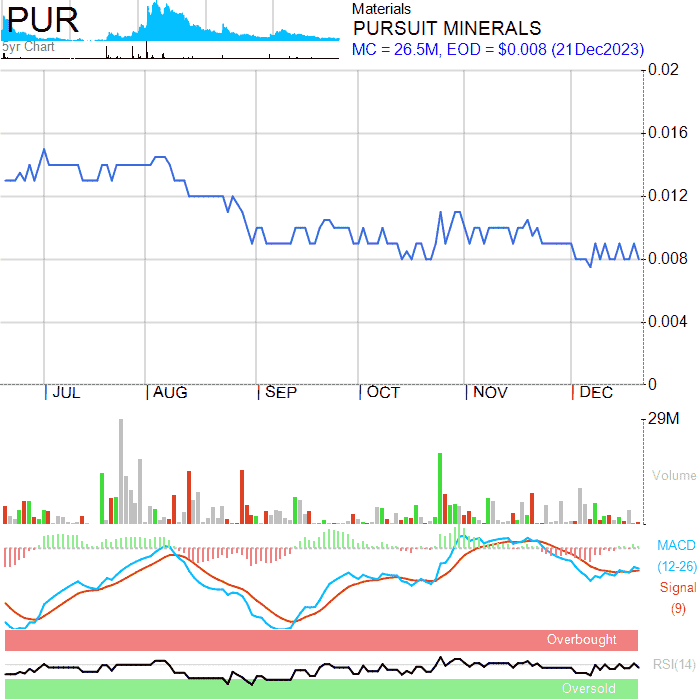 PUR
5yr Chart
Materials
PURSUIT MINERALS
MC = 26.5M, EOD = $0.008 (21Dec2023)
0.02
0.016
0.012
0.008
0.004
0
JUL AUG SEP OCT NOV DEC
29M
Volume
MACD
(12-26)
Signal
(9)
Overbought
RSI(14)
Oversold